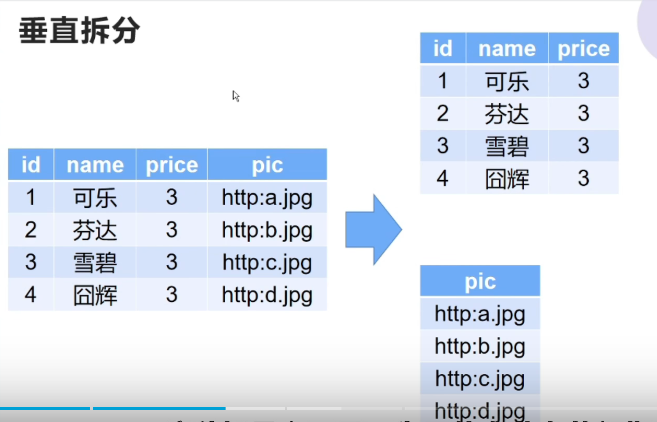 垂直拆分
id name price pic
1 可乐 3 http:a.jpg
2 芬达 3 http:b.jpg
3 雪碧 3 http:c.jpg
4 囧辉 3 http:d.jpg
id name price
1 可乐 3
2 芬达 3
3 雪碧 3
4 囧辉 3
pic
http:a.jpg
http:b.jpg
http:c.jpg
http:d.jpg